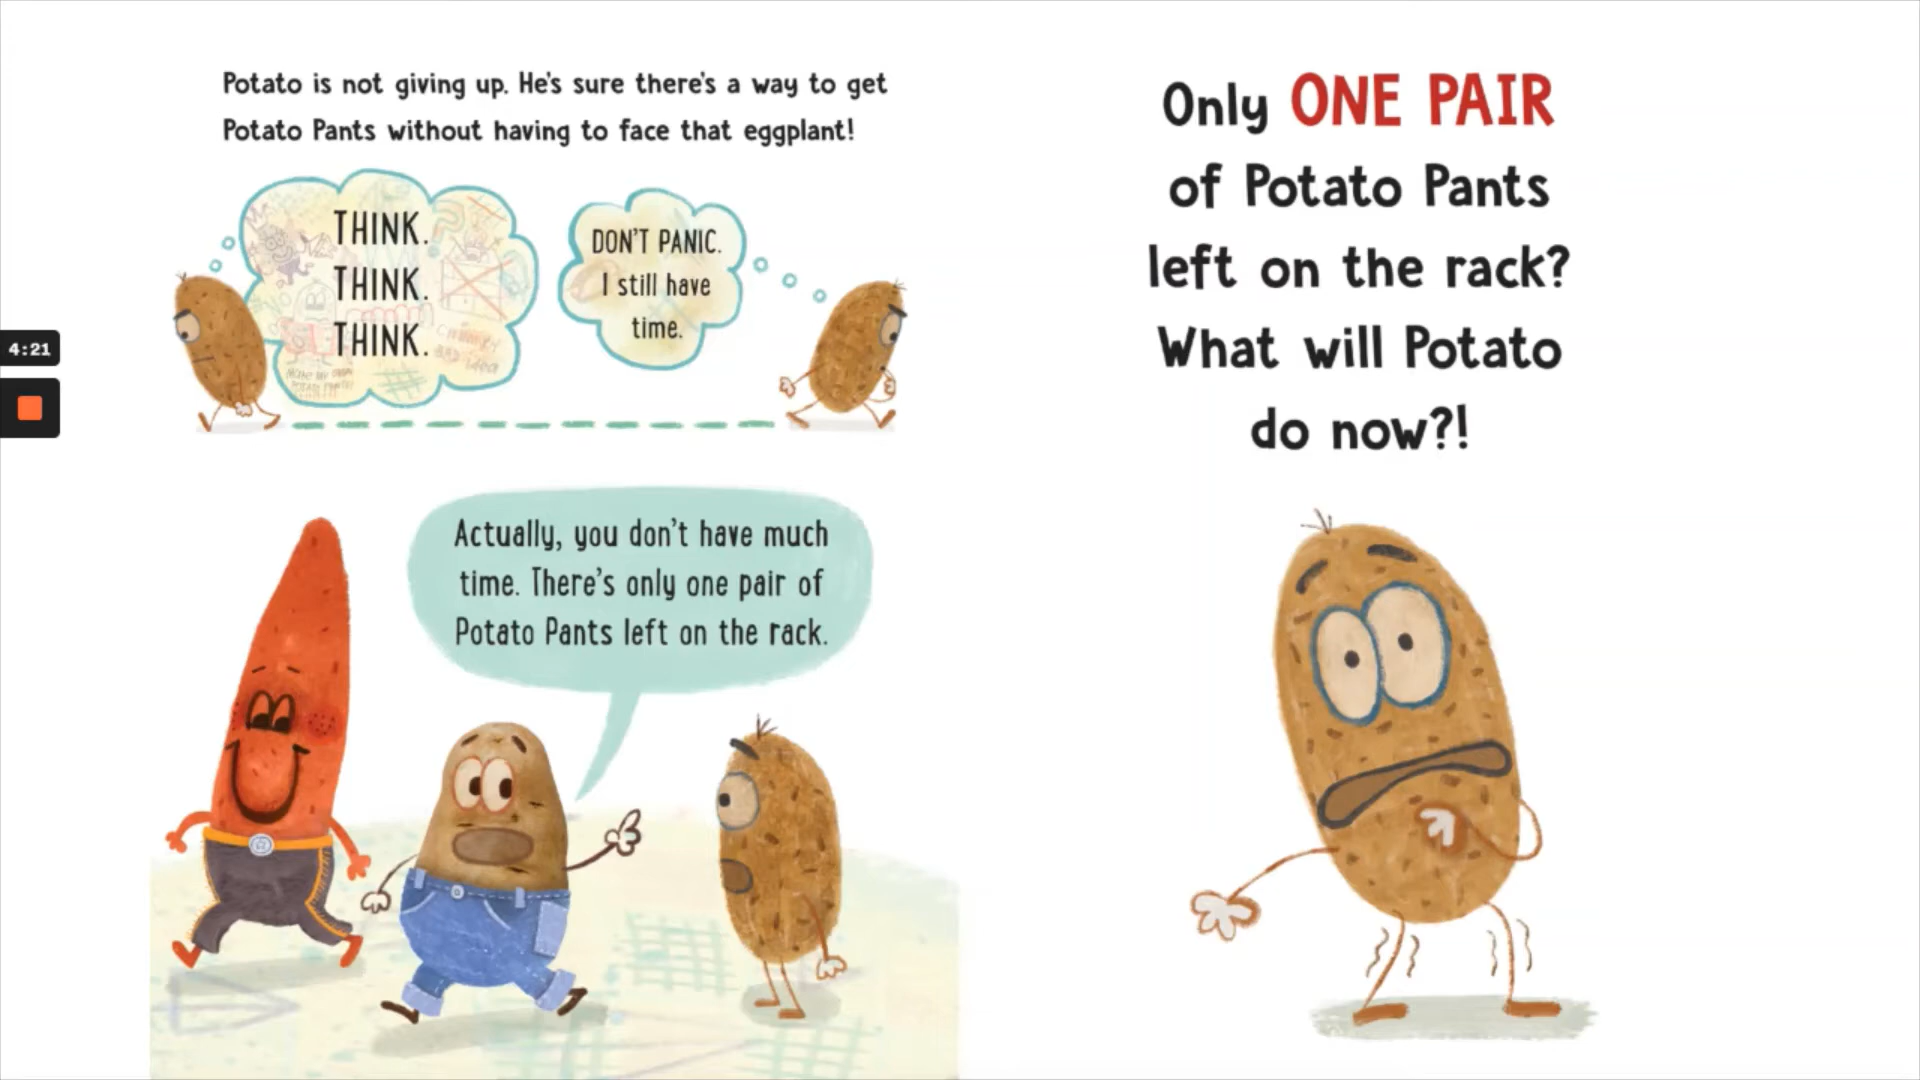 Potato is not giving up. He's sure there's a way to get
Potato Pants without having to face that eggplant!
THINK.
THINK.
THINK.
DON'T PANIC.
I still have
time.
4:21
Actually, you don't have much
time. There's only one pair of
Potato Pants left on the rack.
Only ONE PAIR
of Potato Pants
left on the rack?
What will Potato
do now?!